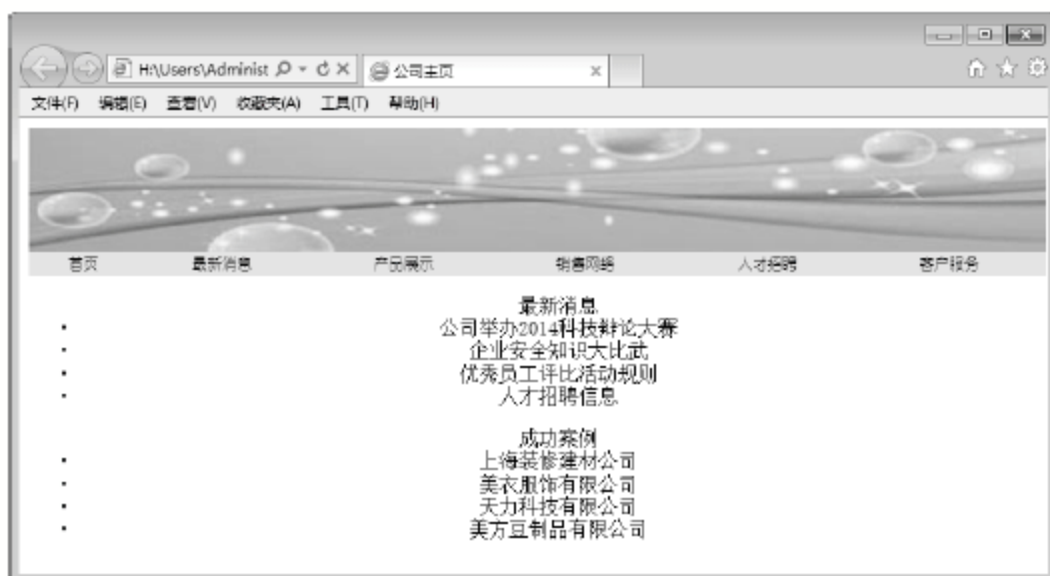 H:\Users\Administ
公司主页
文件(F) 编辑(E) 查看(V) 收藏夹(A) 工具(T) 帮助(H)
首页 最新消息 产品展示 销售网络 人才招聘 客户服务
最新消息
• 公司举办2014科技辩论大赛
• 企业安全知识大比武
• 优秀员工评比活动规则
• 人才招聘信息
成功案例
• 上海装修建材公司
• 美衣服饰有限公司
• 天力科技有限公司
• 美方豆制品有限公司